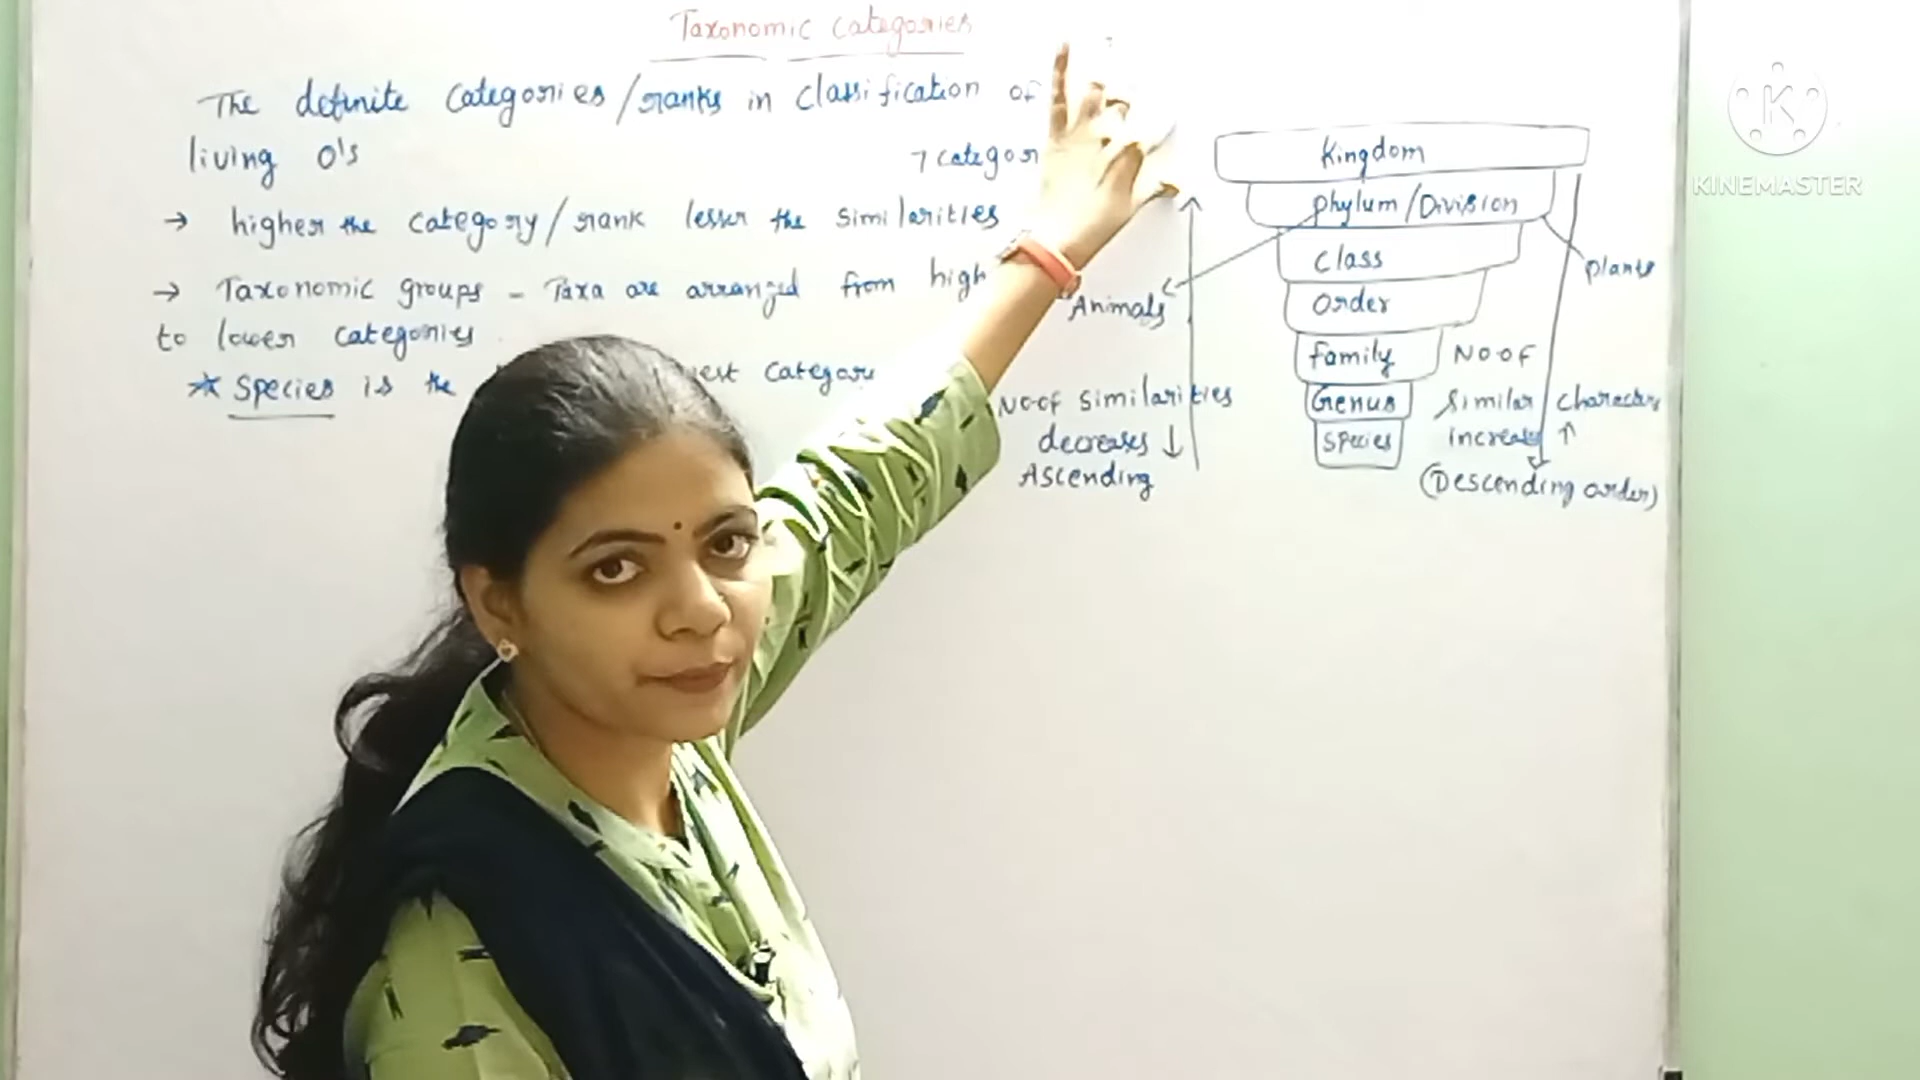 Taxonomic categories
The definite categories/ranks in classification of
living O's
7 categor
→ higher the category/rank lesser the similarities
→ Taxonomic groups - Taxa are arranged from high
to lower categories
* Species is the est categor
Kingdom
phylum/Division
class
order
family
Genus
species
Animals
plants
No of similarities
decreases ↓
Ascending
No of
similar characters
increases ↑
(Descending order)
K
KINEMASTER